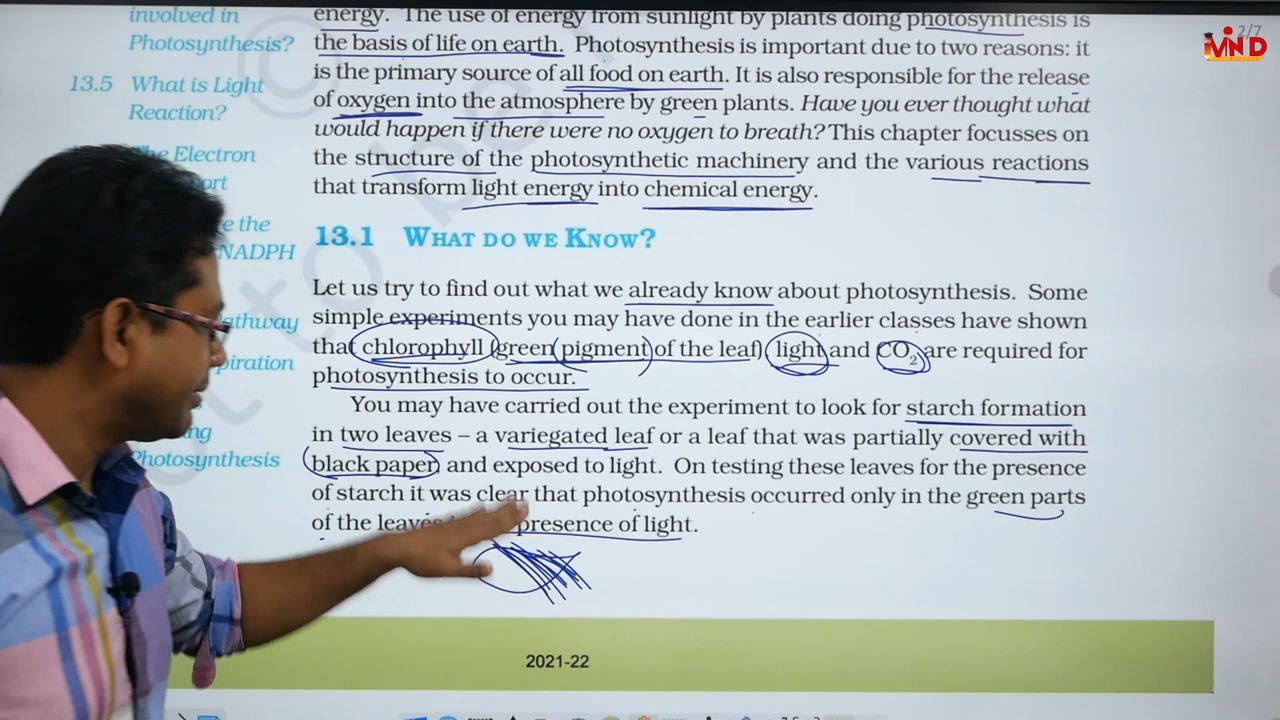 involved in
Photosynthesis?
13.5 What is Light
Reaction?
The Electron
port
e the
NADPH
athway
piration
ng
Photosynthesis
energy. The use of energy from sunlight by plants doing photosynthesis is
the basis of life on earth. Photosynthesis is important due to two reasons: it
is the primary source of all food on earth. It is also responsible for the release
of oxygen into the atmosphere by green plants. Have you ever thought what
would happen if there were no oxygen to breath? This chapter focusses on
the structure of the photosynthetic machinery and the various reactions
that transform light energy into chemical energy.
13.1 WHAT DO WE KNOW?
Let us try to find out what we already know about photosynthesis. Some
simple experiments you may have done in the earlier classes have shown
that chlorophyll (green pigment of the leaf) light and CO₂ are required for
photosynthesis to occur.
You may have carried out the experiment to look for starch formation
in two leaves – a variegated leaf or a leaf that was partially covered with
black paper, and exposed to light. On testing these leaves for the presence
of starch it was clear that photosynthesis occurred only in the green parts
of the leaves presence of light.
2021-22
2/7
MIND